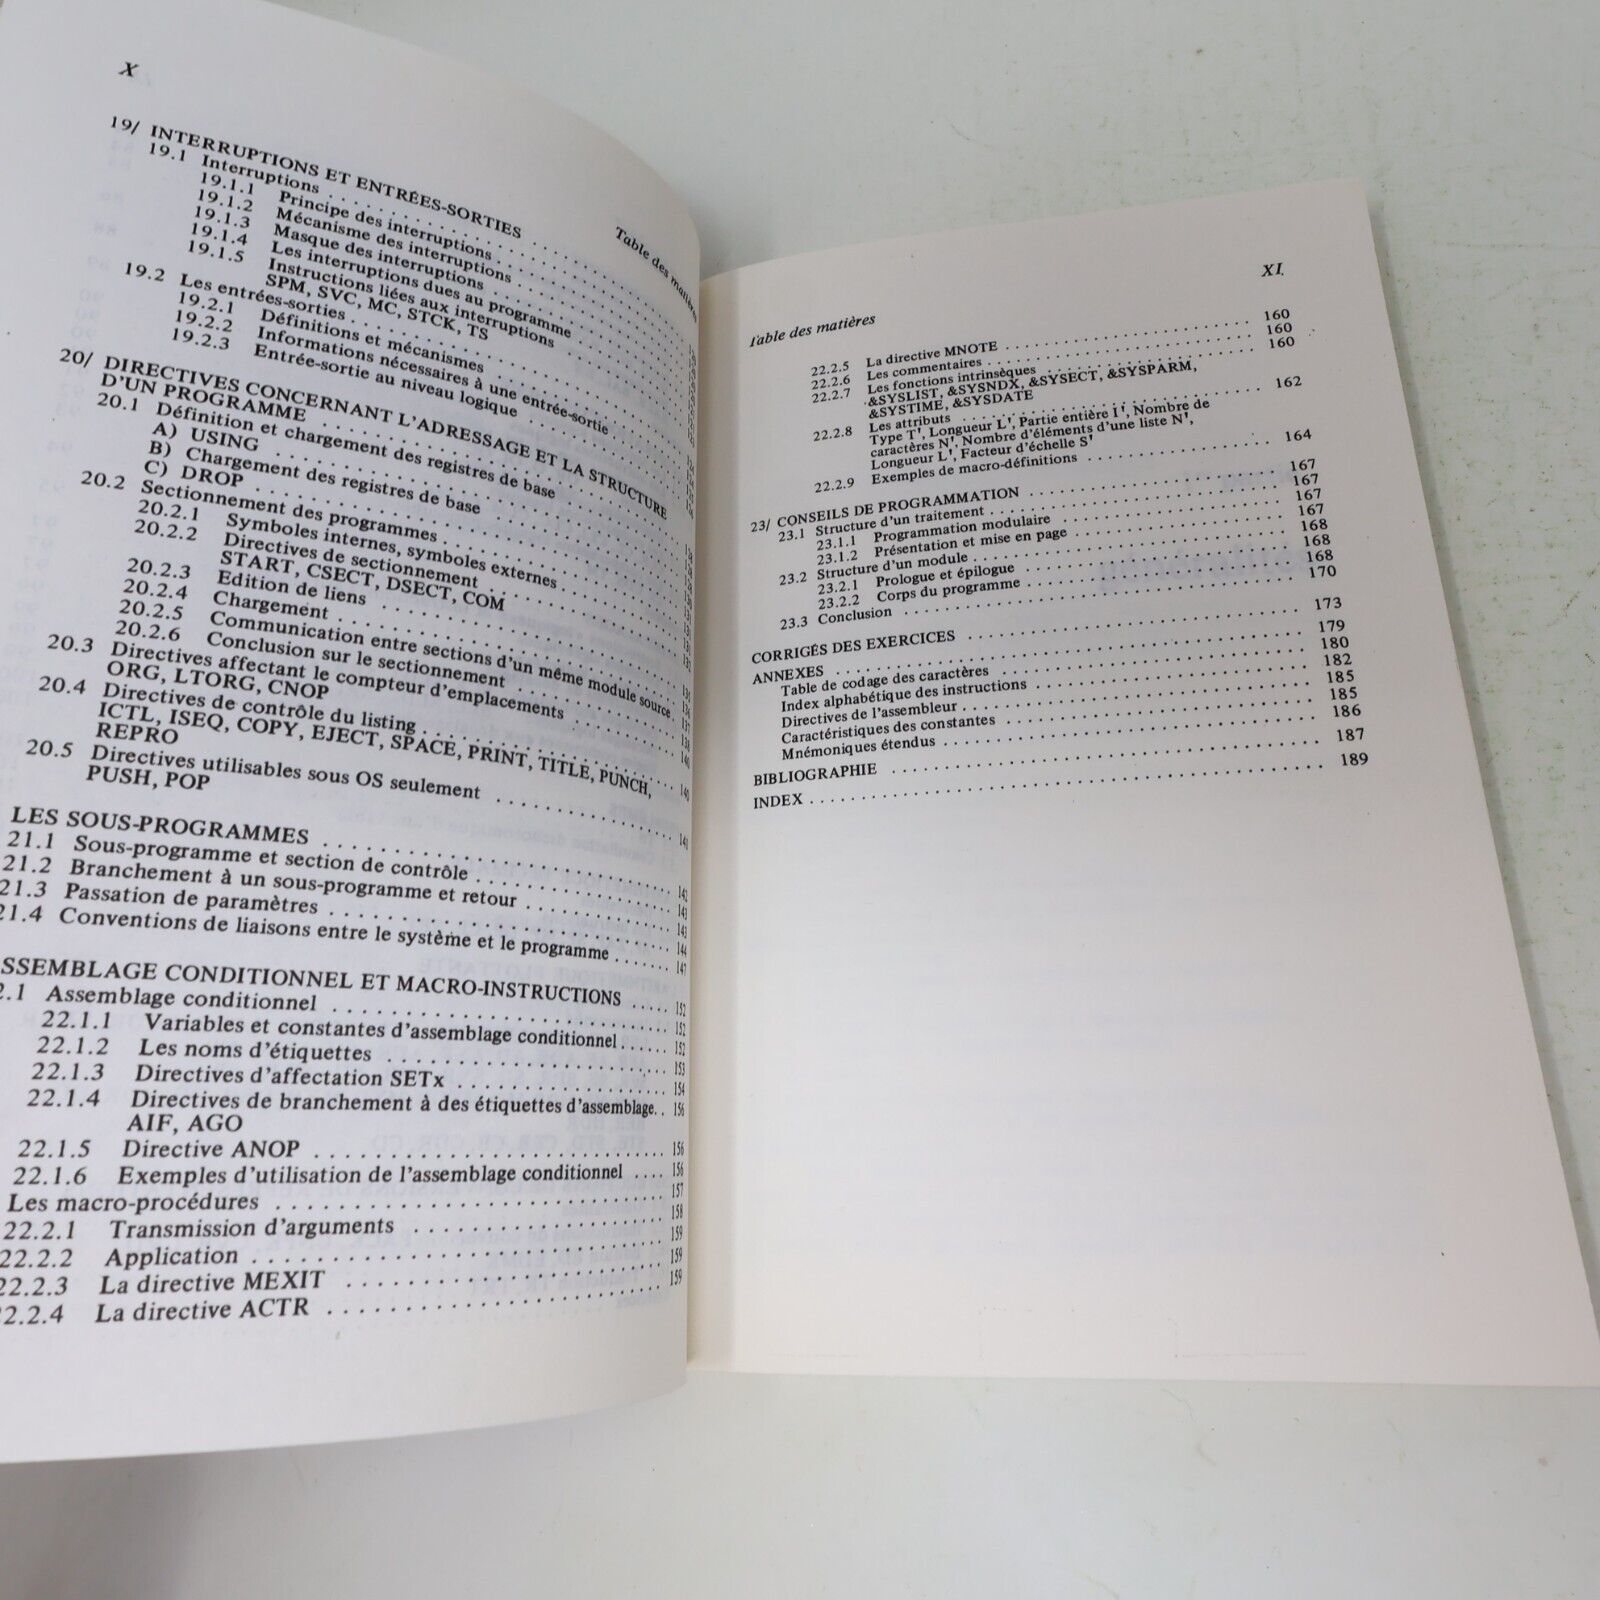 X
Table des matières
19/ INTERRUPTIONS ET ENTRÉES-SORTIES
19.1 Interruptions
19.1.1 Principe des interruptions
19.1.2 Mécanisme des interruptions
19.1.3 Masque des interruptions
19.1.4 Les interruptions dues au programme
19.1.5 Instructions liées aux interruptions
SPM, SVC, MC, STCK, TS
19.2 Les entrées-sorties
19.2.1 Définitions et mécanismes
19.2.2 Informations nécessaires à une entrée-sortie
19.2.3 Entrée-sortie au niveau logique
20/ DIRECTIVES CONCERNANT L'ADRESSAGE ET LA STRUCTURE
D'UN PROGRAMME
20.1 Définition et chargement des registres de base
A) USING
B) Chargement des registres de base
C) DROP
20.2 Sectionnement des programmes
20.2.1 Symboles internes, symboles externes
20.2.2 Directives de sectionnement
START, CSECT, DSECT, COM
20.2.3 Edition de liens
20.2.4 Chargement
20.2.5 Communication entre sections d'un même module source
20.2.6 Conclusion sur le sectionnement
20.3 Directives affectant le compteur d'emplacements
ORG, LTORG, CNOP
20.4 Directives de contrôle du listing
ICTL, ISEQ, COPY, EJECT, SPACE, PRINT, TITLE, PUNCH,
REPRO
20.5 Directives utilisables sous OS seulement 141
PUSH, POP
LES SOUS-PROGRAMMES 142
21.1 Sous-programme et section de contrôle 143
21.2 Branchement à un sous-programme et retour 143
21.3 Passation de paramètres 144
21.4 Conventions de liaisons entre le système et le programme 147
SSEMBLAGE CONDITIONNEL ET MACRO-INSTRUCTIONS 152
2.1 Assemblage conditionnel 152
22.1.1 Variables et constantes d'assemblage conditionnel 152
22.1.2 Les noms d'étiquettes 153
22.1.3 Directives d'affectation SETx 154
22.1.4 Directives de branchement à des étiquettes d'assemblage 156
AIF, AGO
22.1.5 Directive ANOP 156
22.1.6 Exemples d'utilisation de l'assemblage conditionnel 156
Les macro-procédures 157
22.2.1 Transmission d'arguments 158
22.2.2 Application 159
22.2.3 La directive MEXIT 159
22.2.4 La directive ACTR 159
XI
Table des matières
22.2.5 La directive MNOTE 160
22.2.6 Les commentaires 160
22.2.7 Les fonctions intrinsèques 160
&SYSLIST, &SYSNDX, &SYSECT, &SYSPARM,
&SYSTIME, &SYSDATE
22.2.8 Les attributs 162
Type T', Longueur L', Partie entière I', Nombre de
caractères N', Nombre d'éléments d'une liste N',
Longueur L', Facteur d'échelle S'
22.2.9 Exemples de macro-définitions 164
23/ CONSEILS DE PROGRAMMATION 167
23.1 Structure d'un traitement 167
23.1.1 Programmation modulaire 167
23.1.2 Présentation et mise en page 167
23.2 Structure d'un module 168
23.2.1 Prologue et épilogue 168
23.2.2 Corps du programme 168
23.3 Conclusion 170
CORRIGÉS DES EXERCICES 173
ANNEXES 179
Table de codage des caractères 180
Index alphabétique des instructions 182
Directives de l'assembleur 185
Caractéristiques des constantes 185
Mnémoniques étendus 186
BIBLIOGRAPHIE 187
INDEX 189